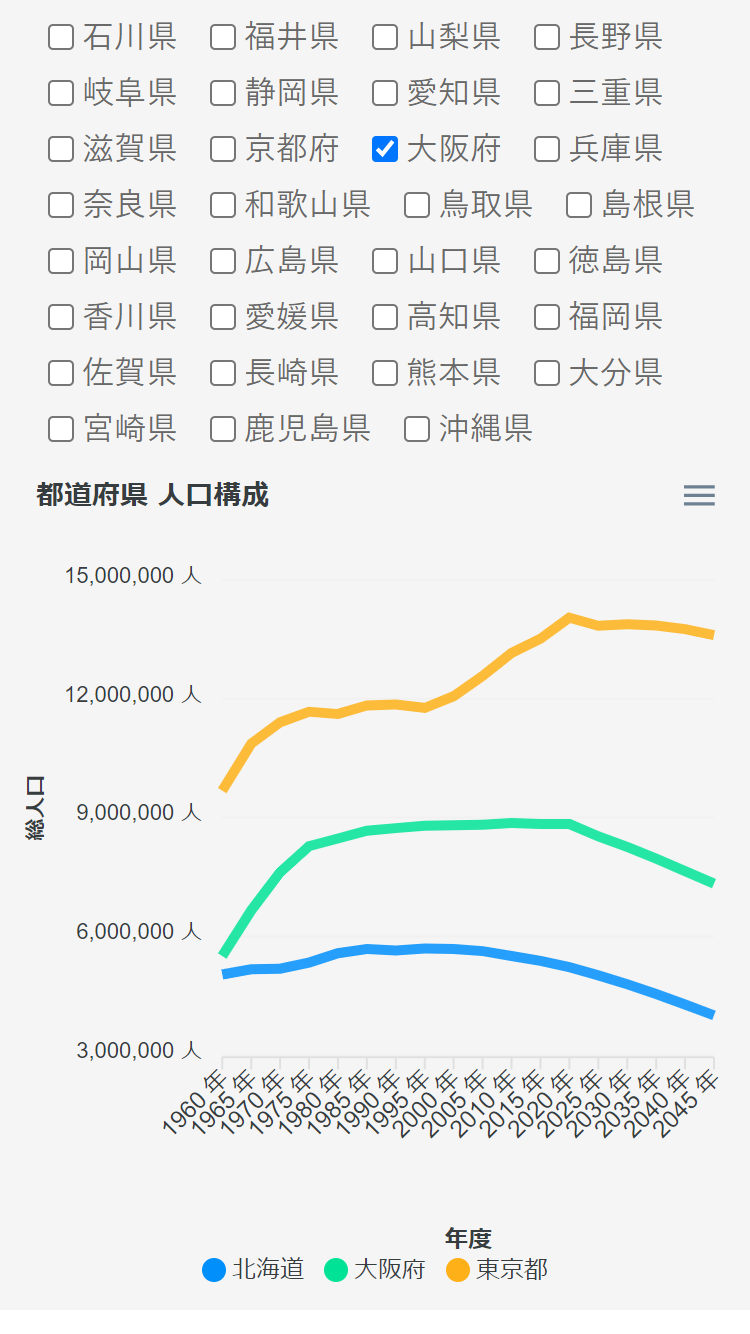 石川県 福井県 山梨県 長野県
岐阜県 静岡県 愛知県 三重県
滋賀県 京都府 大阪府 兵庫県
奈良県 和歌山県 鳥取県 島根県
岡山県 広島県 山口県 徳島県
香川県 愛媛県 高知県 福岡県
佐賀県 長崎県 熊本県 大分県
宮崎県 鹿児島県 沖縄県
都道府県 人口構成
15,000,000 人
12,000,000 人
9,000,000 人
6,000,000 人
3,000,000 人
総人口
1960 年
1965 年
1970 年
1975 年
1980 年
1985 年
1990 年
1995 年
2000 年
2005 年
2010 年
2015 年
2020 年
2025 年
2030 年
2035 年
2040 年
2045 年
年度
北海道 大阪府 東京都